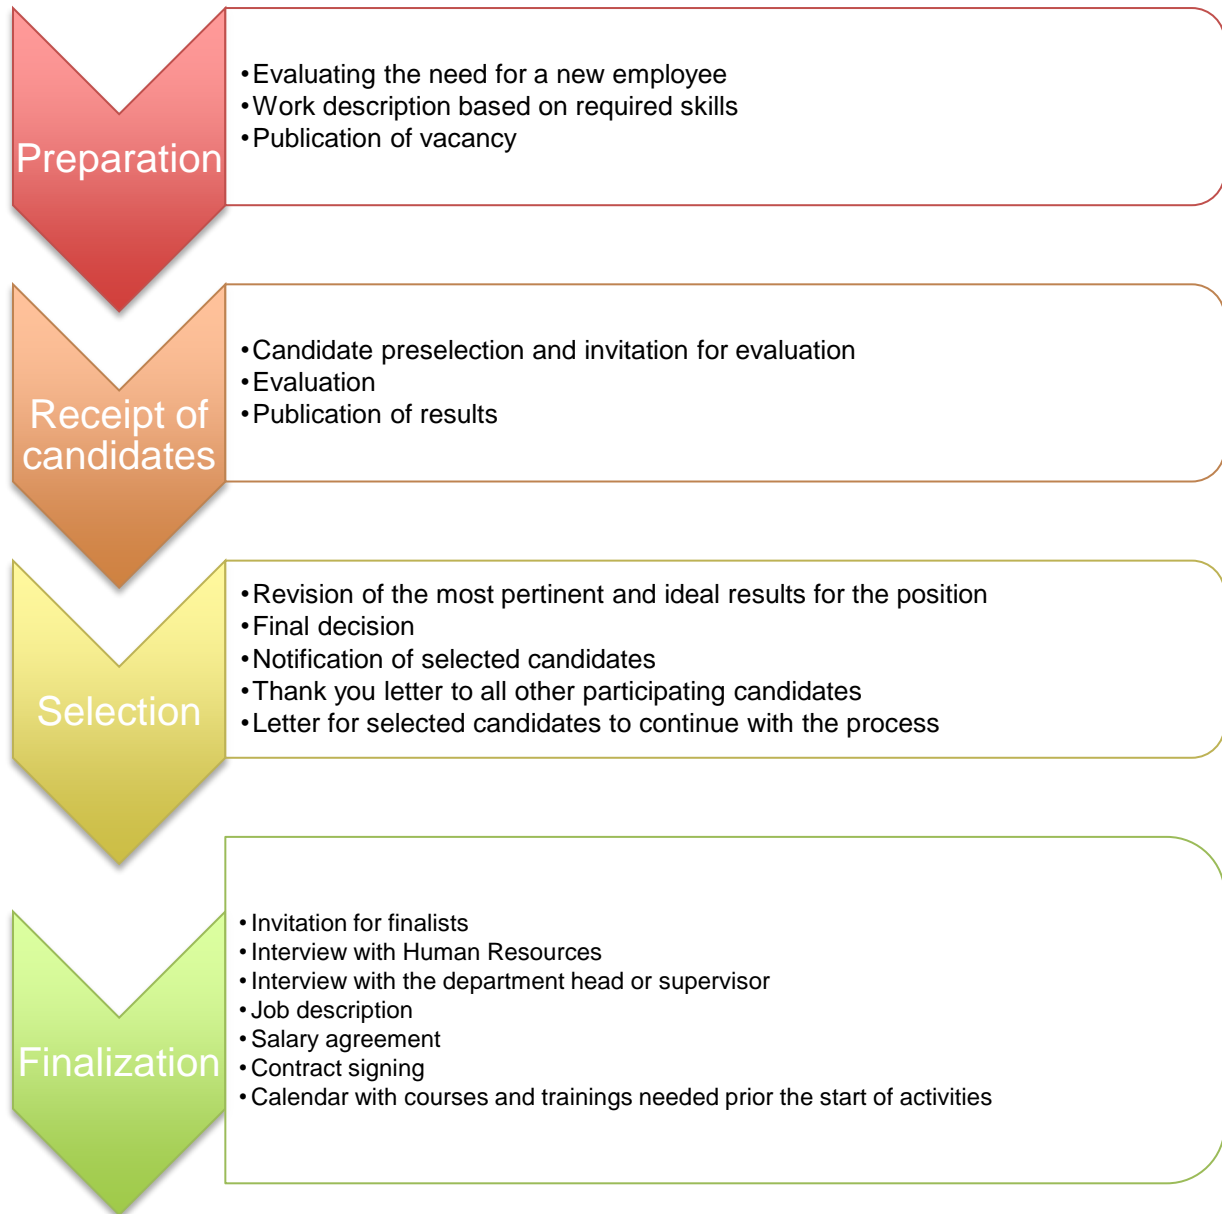 Preparation
•Evaluating the need for a new employee
•Work description based on required skills
•Publication of vacancy
Receipt of
candidates
•Candidate preselection and invitation for evaluation
•Evaluation
•Publication of results
Selection
•Revision of the most pertinent and ideal results for the position
•Final decision
•Notification of selected candidates
•Thank you letter to all other participating candidates
•Letter for selected candidates to continue with the process
Finalization
•Invitation for finalists
•Interview with Human Resources
•Interview with the department head or supervisor
•Job description
•Salary agreement
•Contract signing
•Calendar with courses and trainings needed prior the start of activities